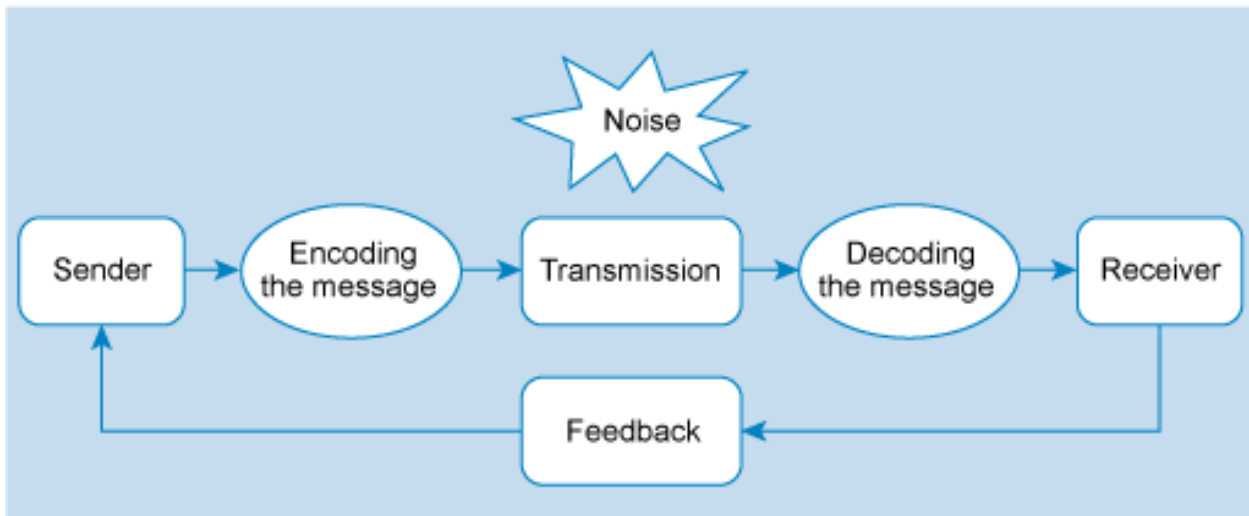 Noise
Sender
Encoding
the message
Transmission
Decoding
the message
Receiver
Feedback